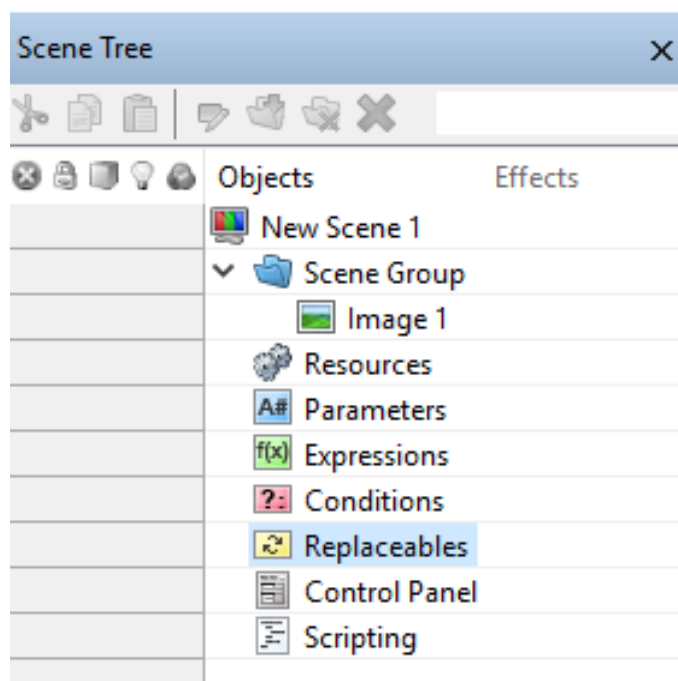 Scene Tree
Objects Effects
New Scene 1
Scene Group
Image 1
Resources
A# Parameters
f(x) Expressions
?: Conditions
Replaceables
Control Panel
Scripting